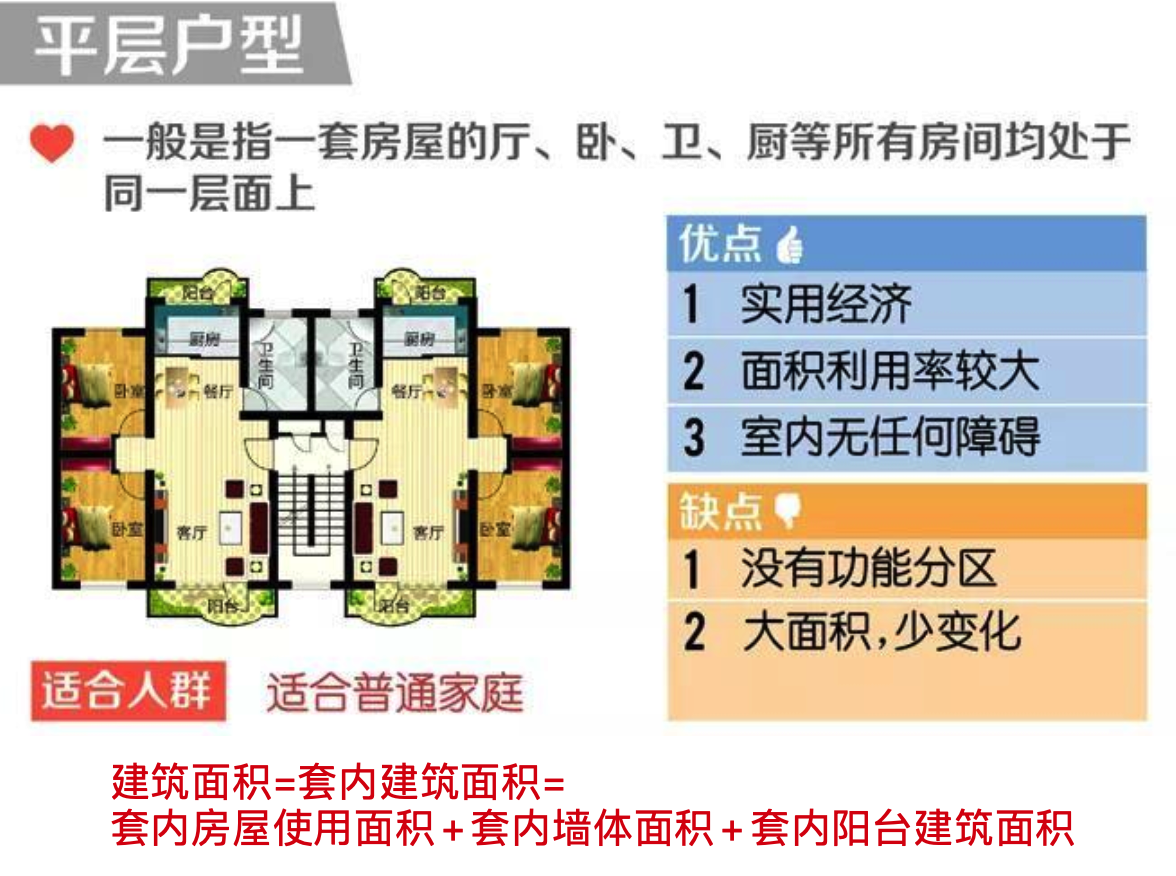 平层户型
一般是指一套房屋的厅、卧、卫、厨等所有房间均处于
同一层面上
阳台
阳台
厨房
卫生间
卫生间
厨房
卧室
餐厅
餐厅
卧室
卧室
客厅
客厅
卧室
阳台
阳台
优点
1 实用经济
2 面积利用率较大
3 室内无任何障碍
缺点
1 没有功能分区
2 大面积,少变化
适合人群
适合普通家庭
建筑面积=套内建筑面积=
套内房屋使用面积+套内墙体面积+套内阳台建筑面积